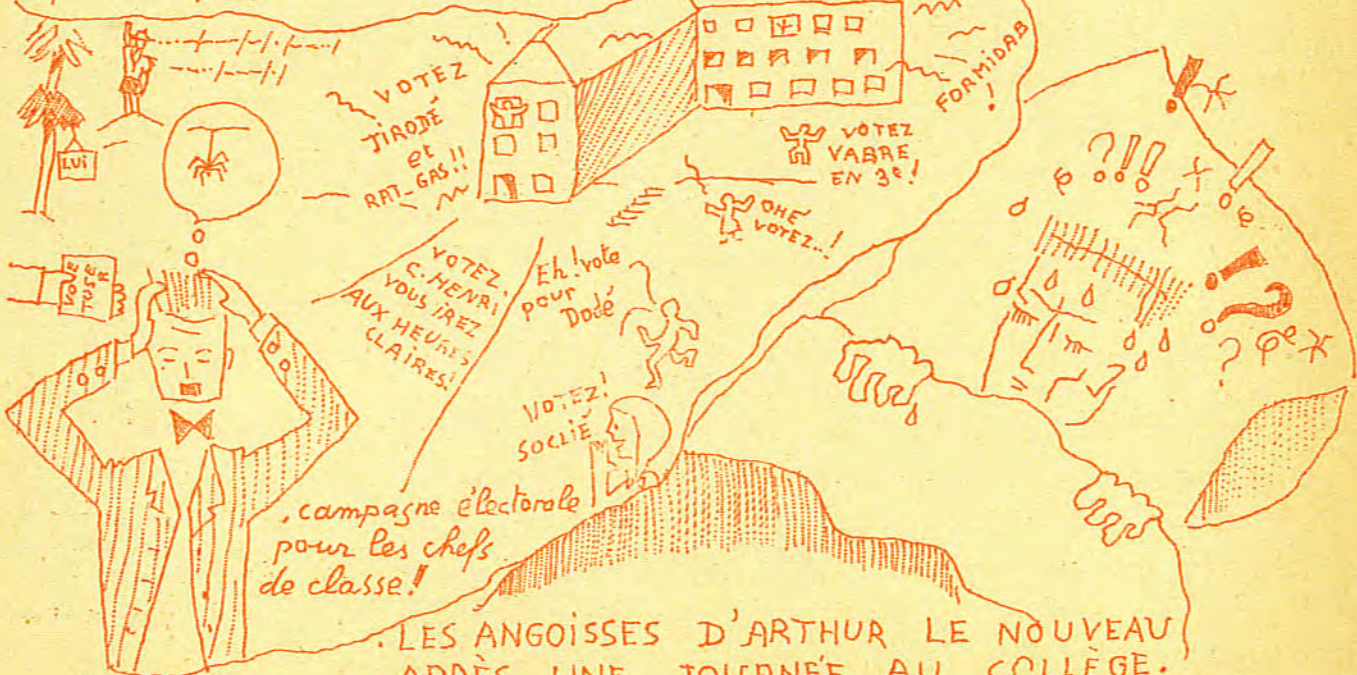 LUi
VOTEZ
TIRODÉ
et
RAT-GAS!!
FORMIDAB
!
VOTEZ
VABRE
EN 3e!
OHÉ
VOTEZ..!
VOTEZ
C.HENRI
VOUS IREZ
AUX HEURES
CLAIRES!
Eh!vote
pour
Dodé
VOTEZ!
SOCLIÉ
campagne électorale
pour les chefs
de classe!
LES ANGOISSES D'ARTHUR LE NOUVEAU
APRÈS UNE JOURNÉE AU COLLÈGE.